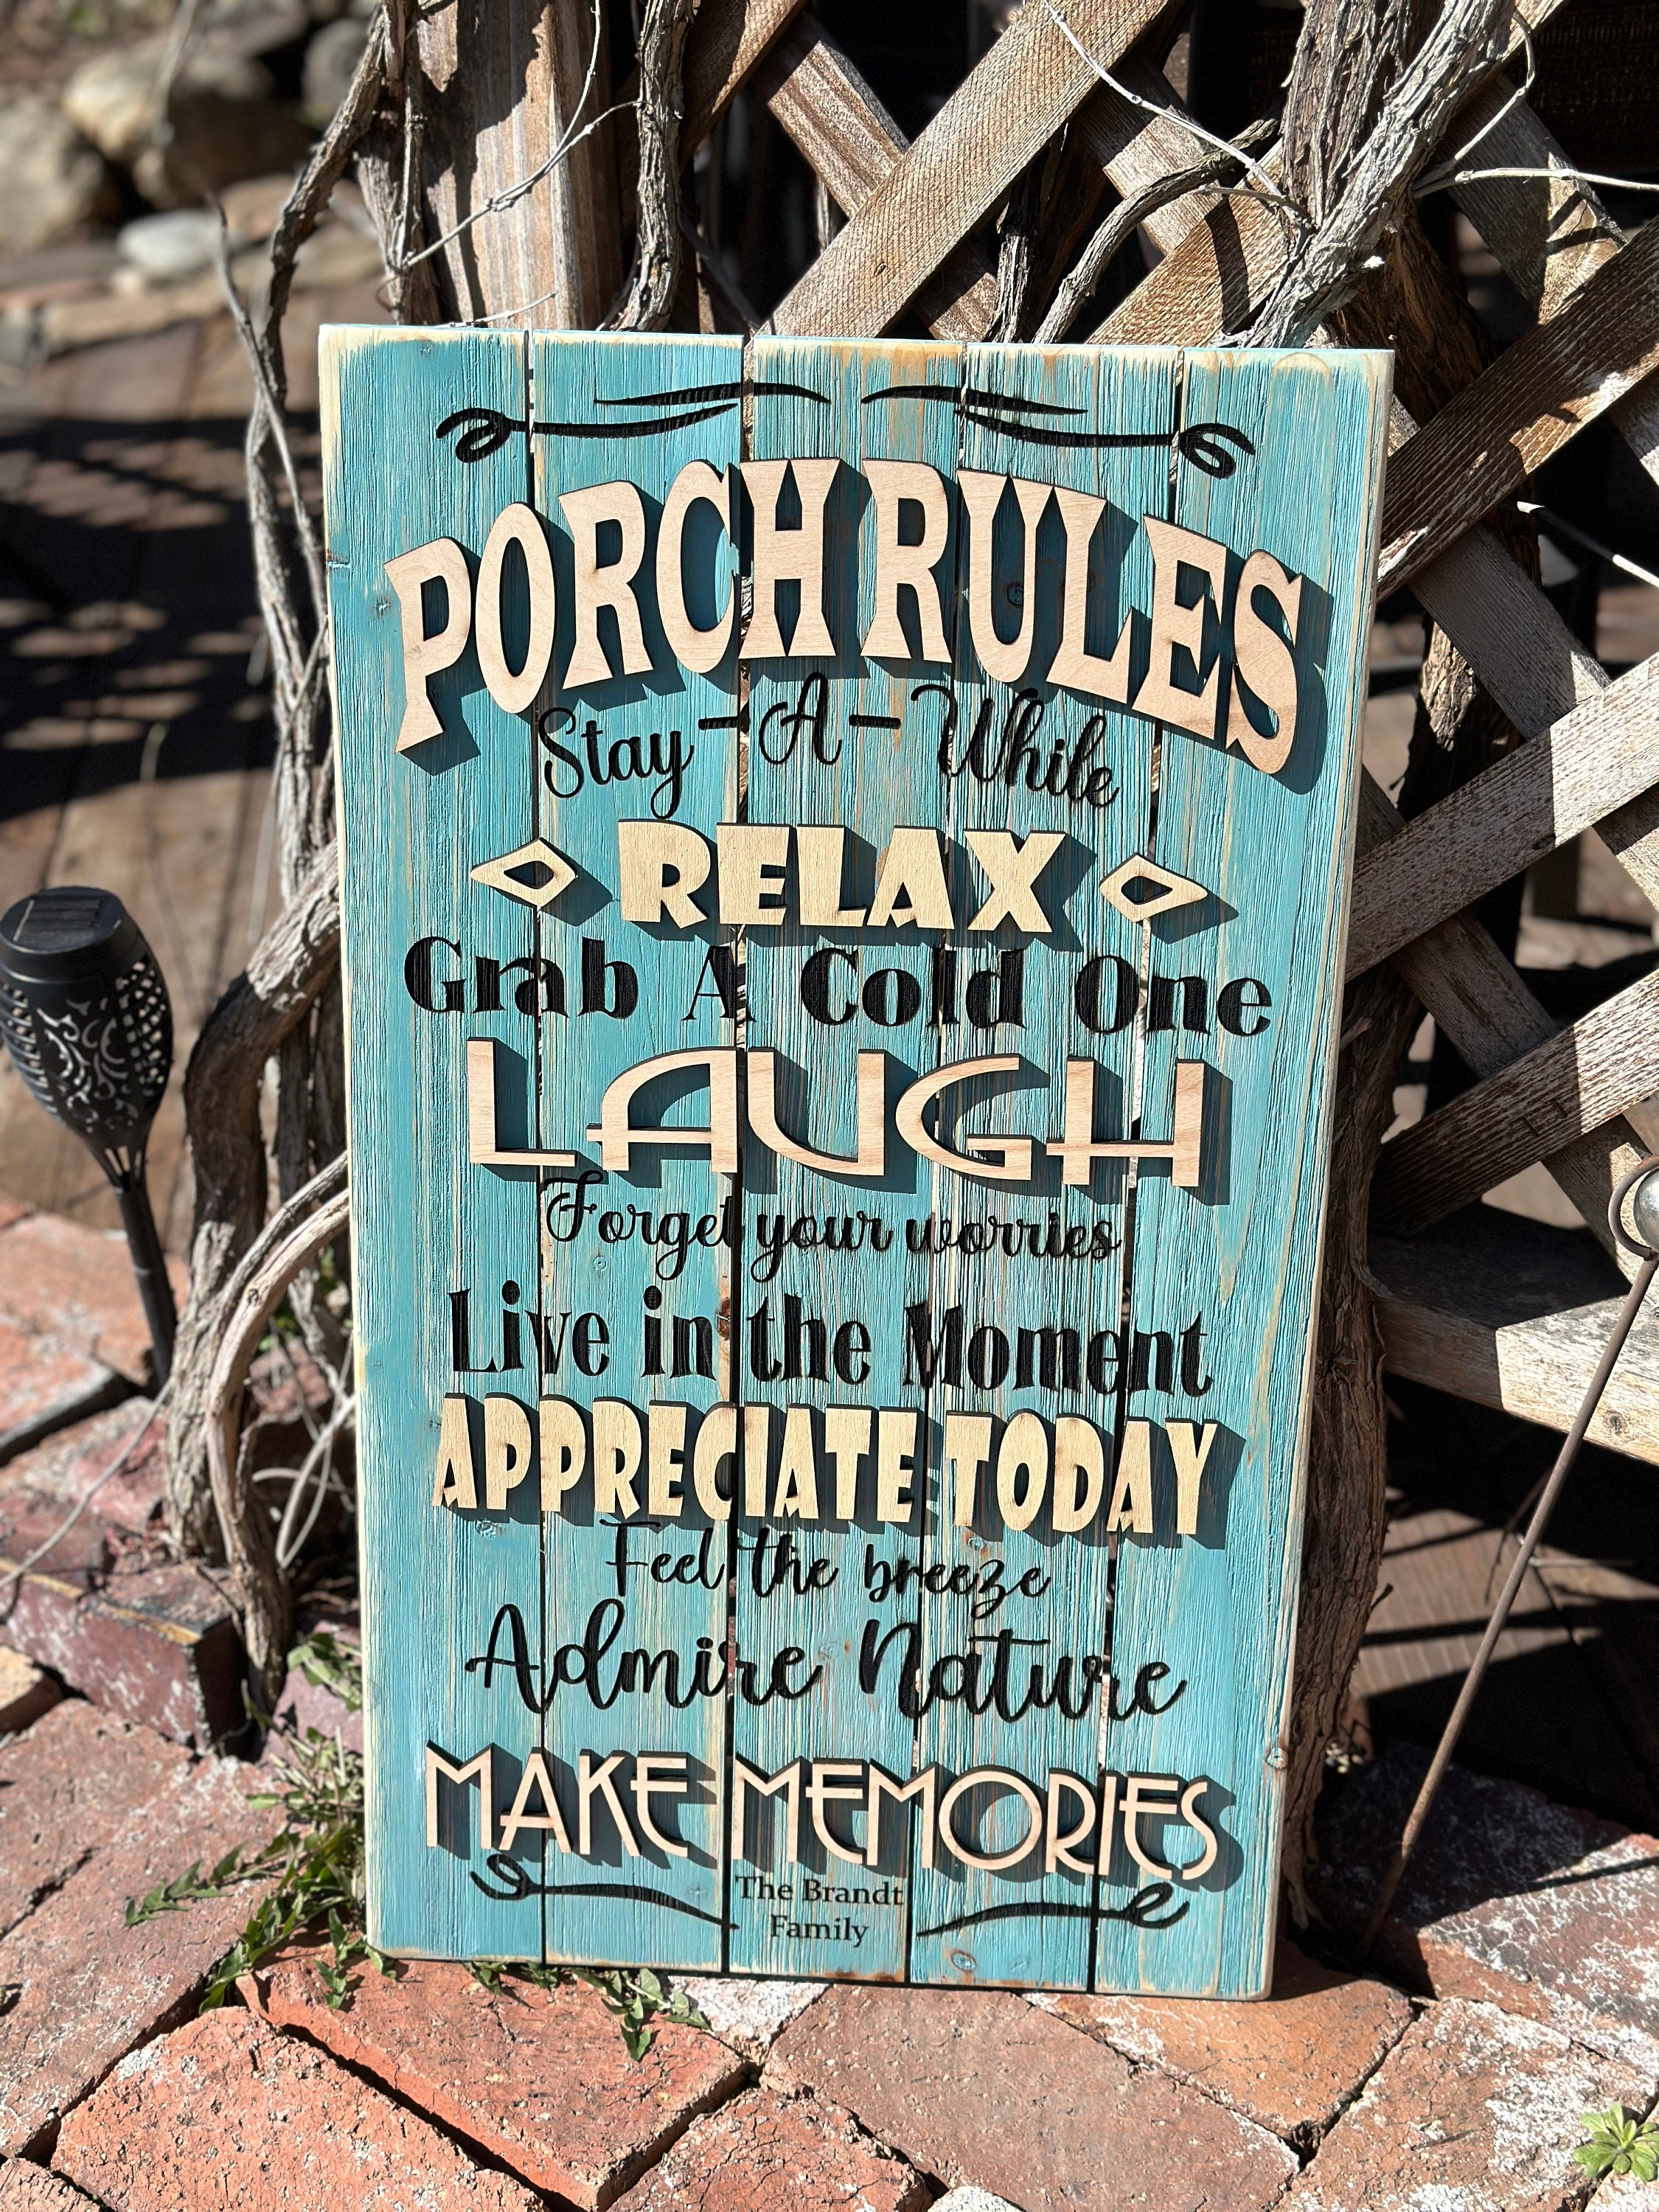 PORCH RULES
Stay-A-While
RELAX
Grab A Cold One
LAUGH
Forget your worries
Live in the Moment
APPRECIATE TODAY
Feel the breeze
Admire Nature
MAKE MEMORIES
The Brandt
Family